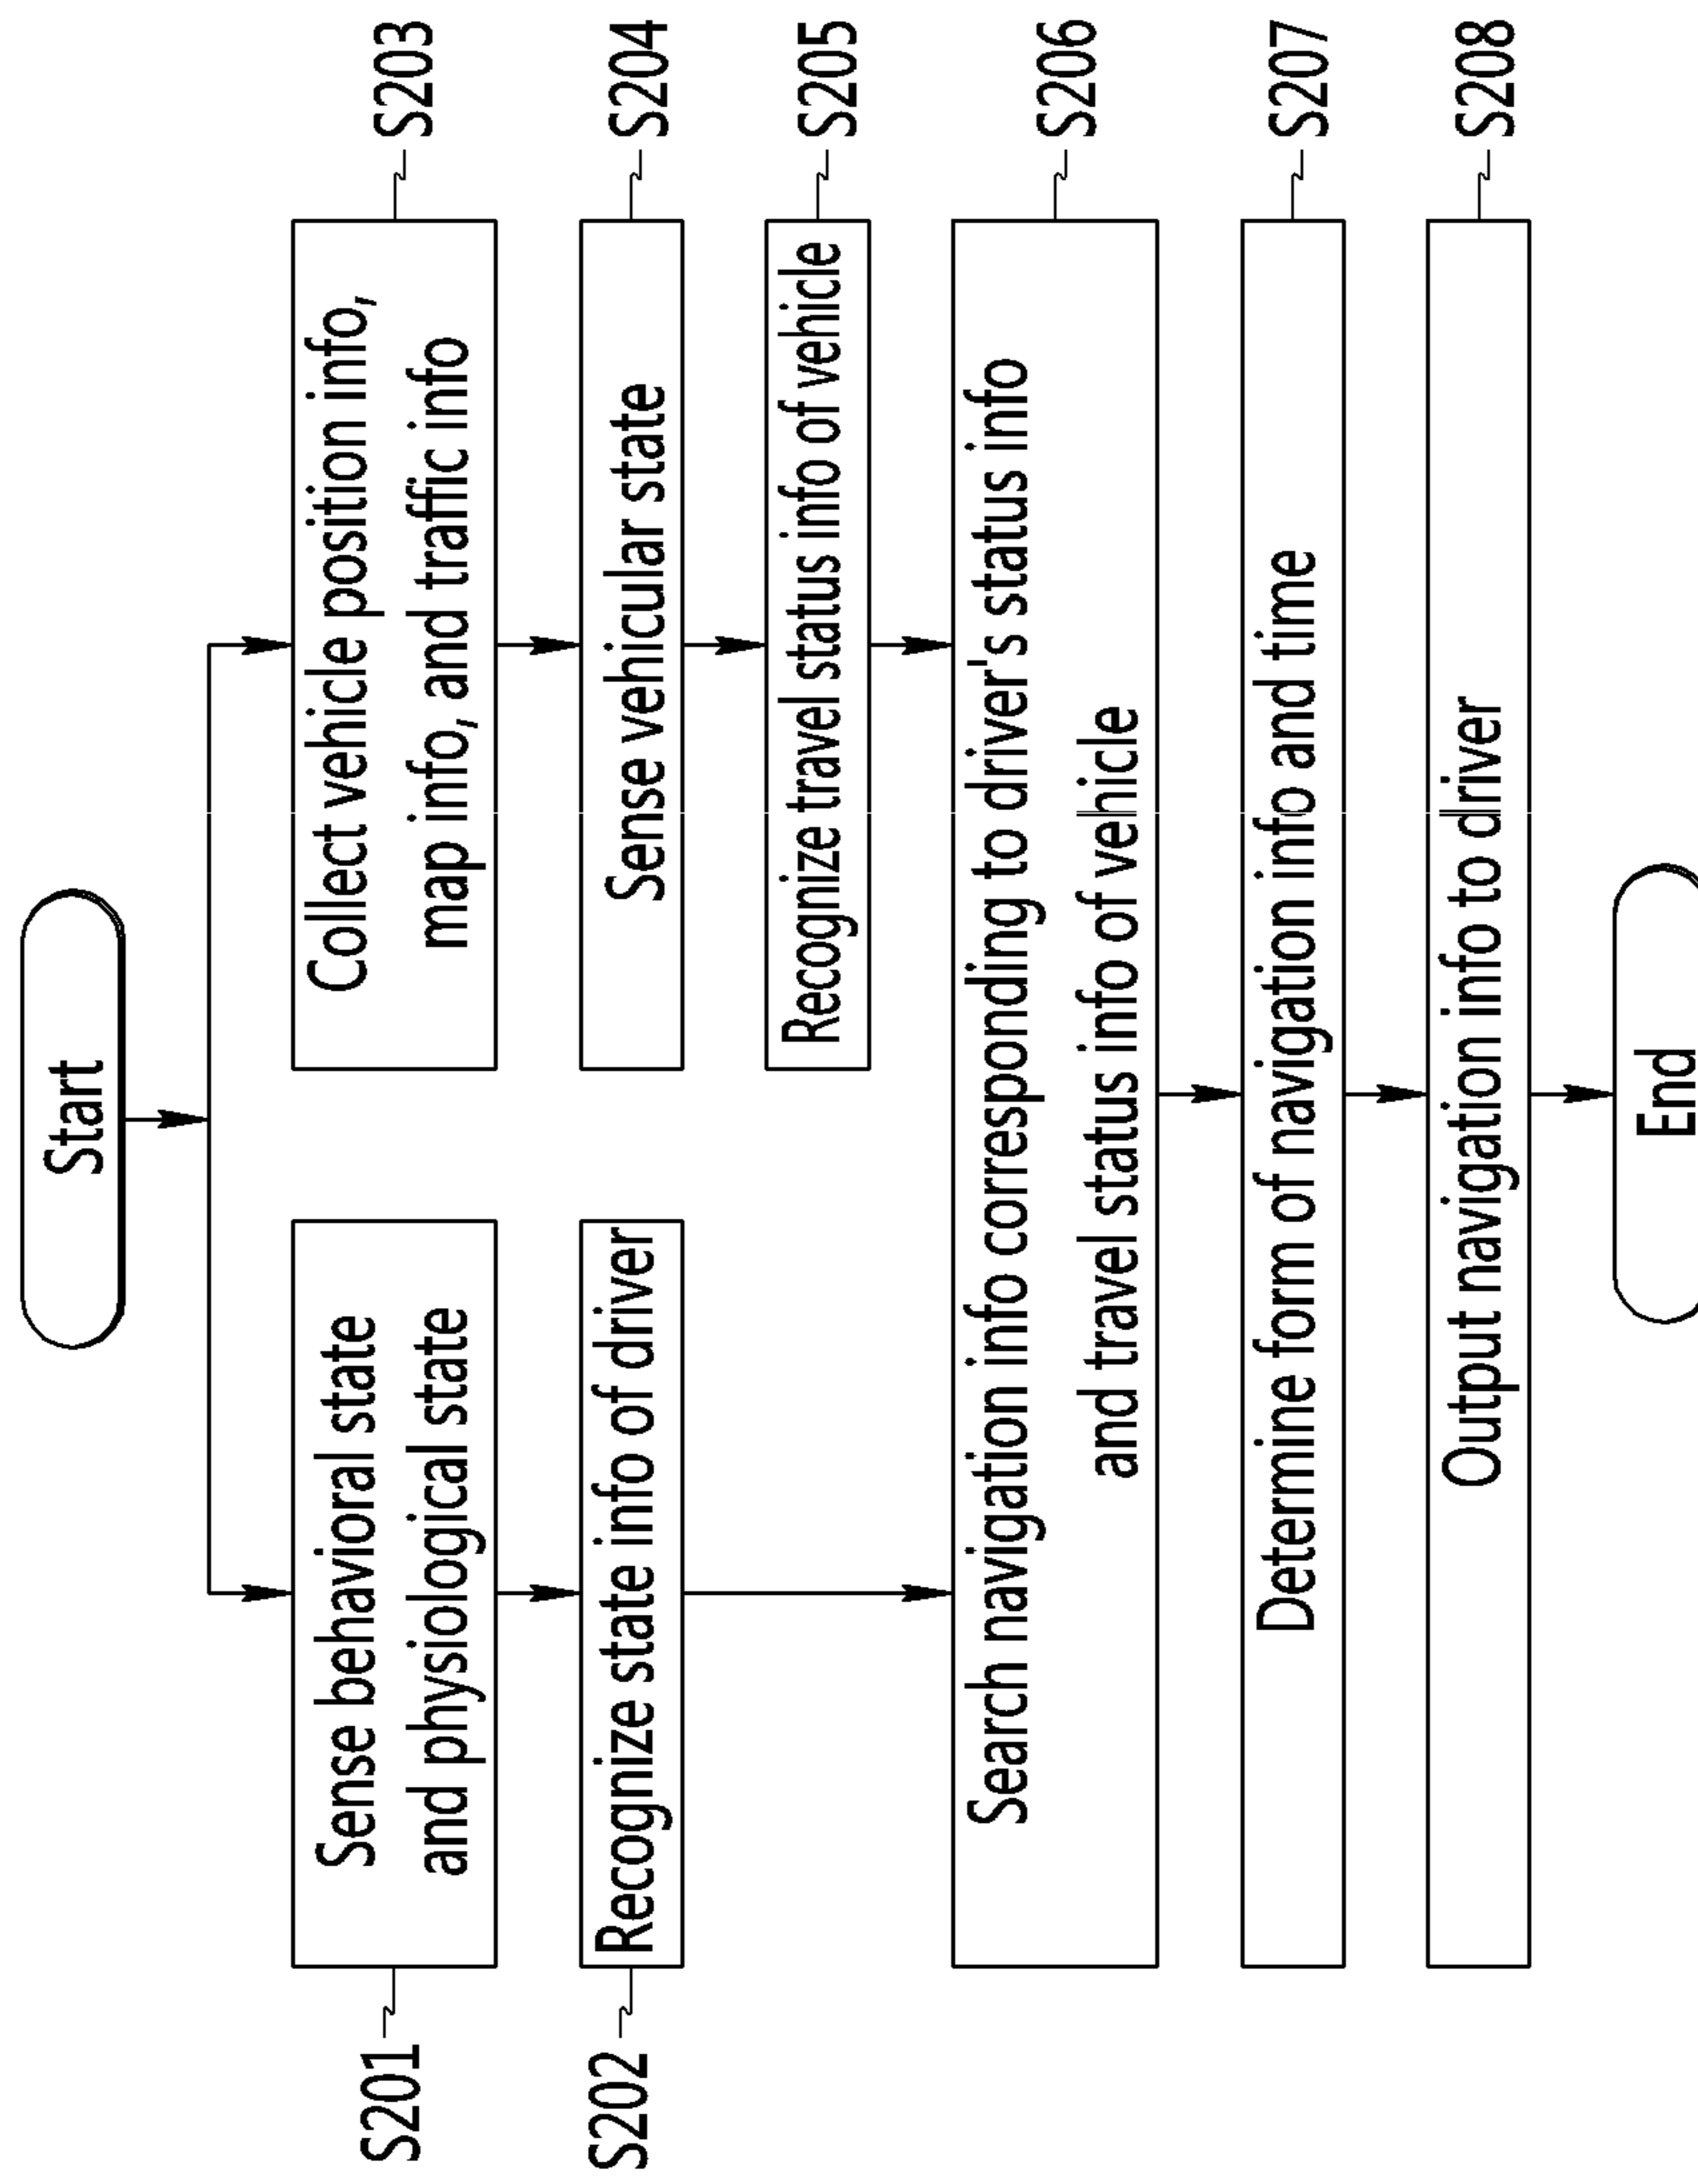 Start
S201
Sense behavioral state
and physiological state
Collect vehicle position info,
map info, and traffic info
S203
S202
Recognize state info of driver
Sense vehicular state
S204
Recognize travel status info of vehicle
S205
Search navigation info corresponding to driver's status info
and travel status info of vehicle
S206
Determine form of navigation info and time
S207
Output navigation info to driver
S208
End